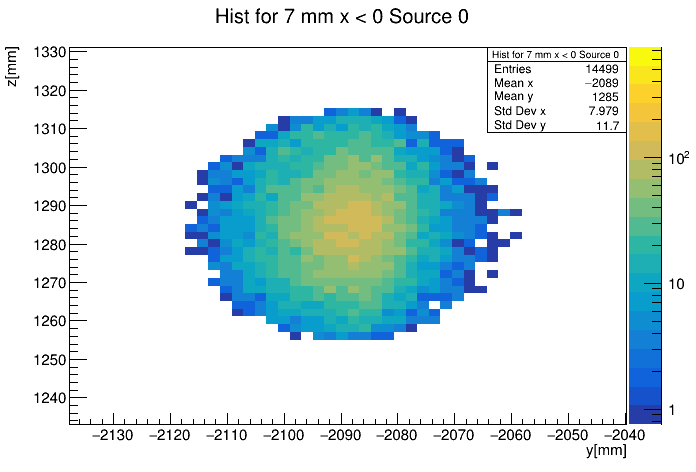 Hist for 7 mm x < 0 Source 0
z[mm]
1330
1320
1310
1300
1290
1280
1270
1260
1250
1240
Hist for 7 mm x < 0 Source 0
Entries 14499
Mean x −2089
Mean y 1285
Std Dev x 7.979
Std Dev y 11.7
10²
10
1
−2130 −2120 −2110 −2100 −2090 −2080 −2070 −2060 −2050 −2040
y[mm]